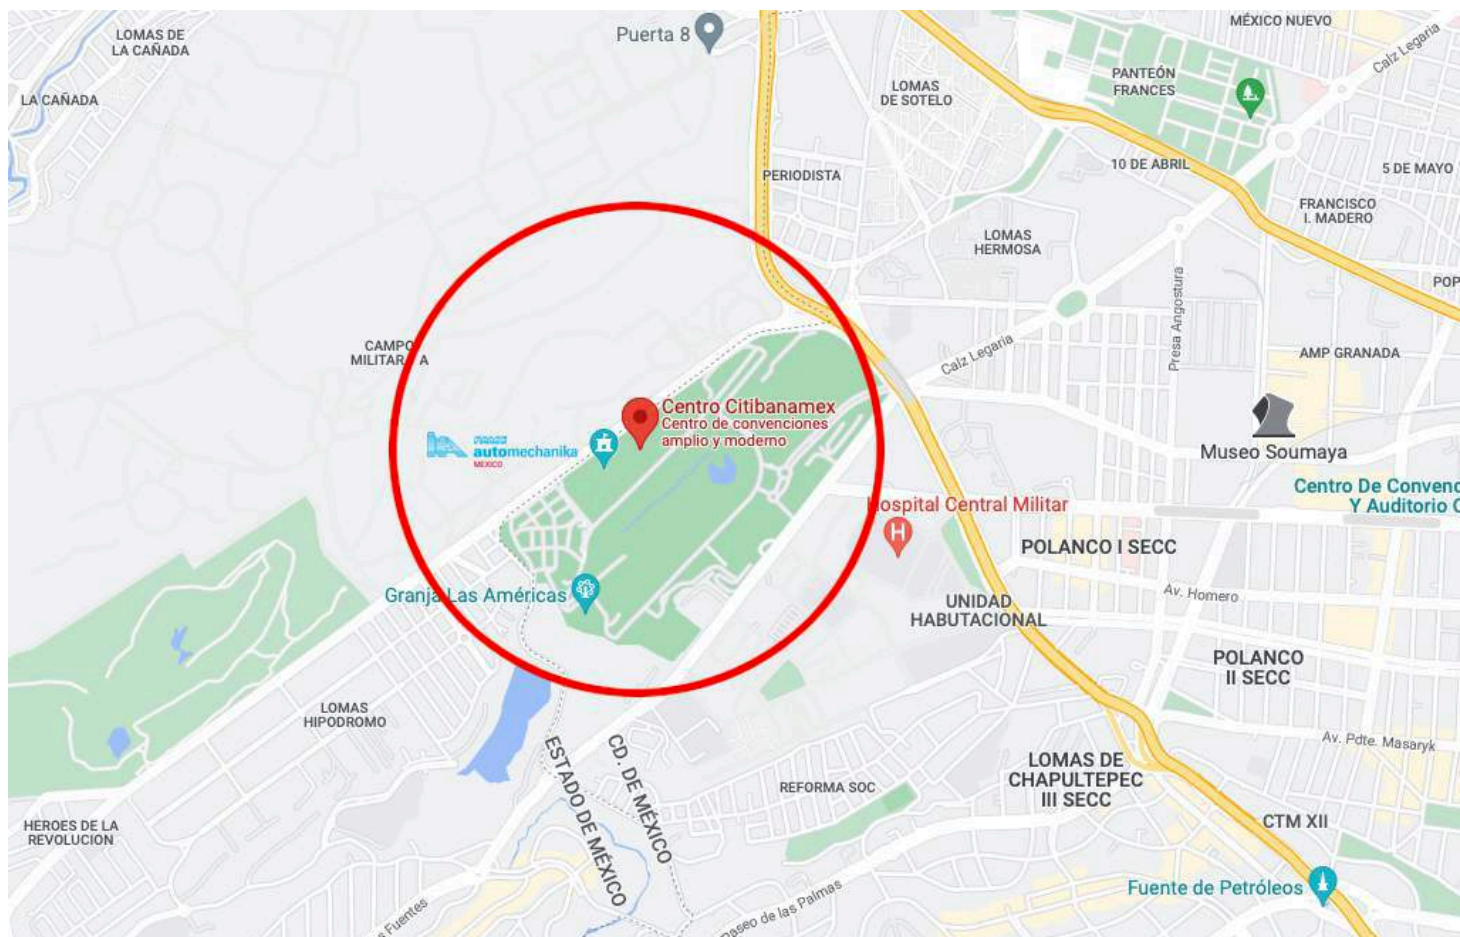 LOMAS DE
LA CAÑADA
Puerta 8
MÉXICO NUEVO
Calz Legaria
LA CAÑADA
LOMAS
DE SOTELO
PANTEÓN
FRANCES
PERIODISTA
10 DE ABRIL
5 DE MAYO
FRANCISCO
I. MADERO
LOMAS
HERMOSA
POP
Presa Angostura
CAMPO
MILITAR A
Calz Legaria
AMP GRANADA
Centro Citibanamex
Centro de convenciones
amplio y moderno
automechanika
MEXICO
Museo Soumaya
Centro De Convenc
Y Auditorio C
Hospital Central Militar
H
POLANCO I SECC
Granja Las Américas
Av. Homero
UNIDAD
HABUTACIONAL
POLANCO
II SECC
LOMAS
HIPODROMO
Av. Pdte. Masaryk
ESTADO DE MÉXICO
CD. DE MÉXICO
LOMAS DE
CHAPULTEPEC
III SECC
REFORMA SOC
HEROES DE LA
REVOLUCION
CTM XII
Fuente de Petróleos
s Fuentes
Paseo de las Palmas